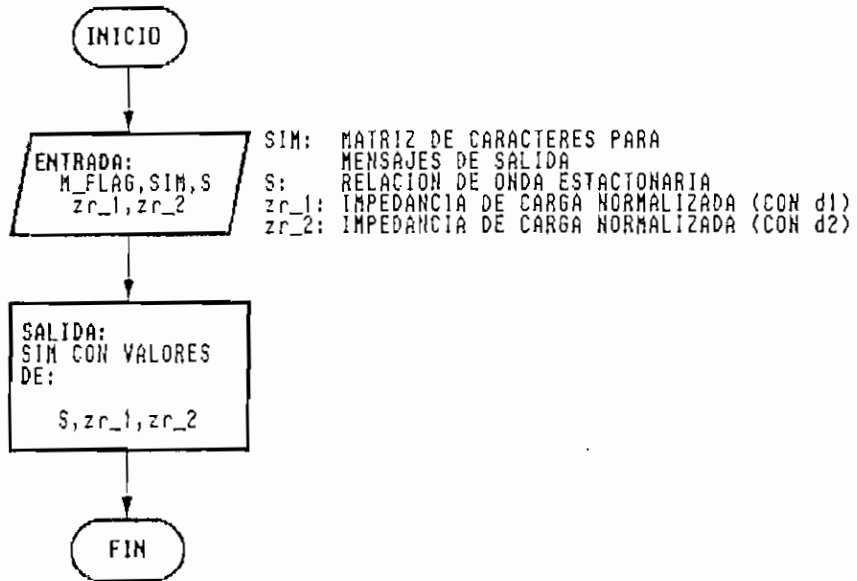 INICIO
ENTRADA:
M_FLAG,SIM,S
zr_1,zr_2
SIM: MATRIZ DE CARACTERES PARA
MENSAJES DE SALIDA
S: RELACION DE ONDA ESTACTONARIA
zr_1: IMPEDANCIA DE CARGA NORMALIZADA (CON d1)
zr_2: IMPEDANCIA DE CARGA NORMALIZADA (CON d2)
SALIDA:
SIM CON VALORES
DE:
S,zr_1,zr_2
FIN